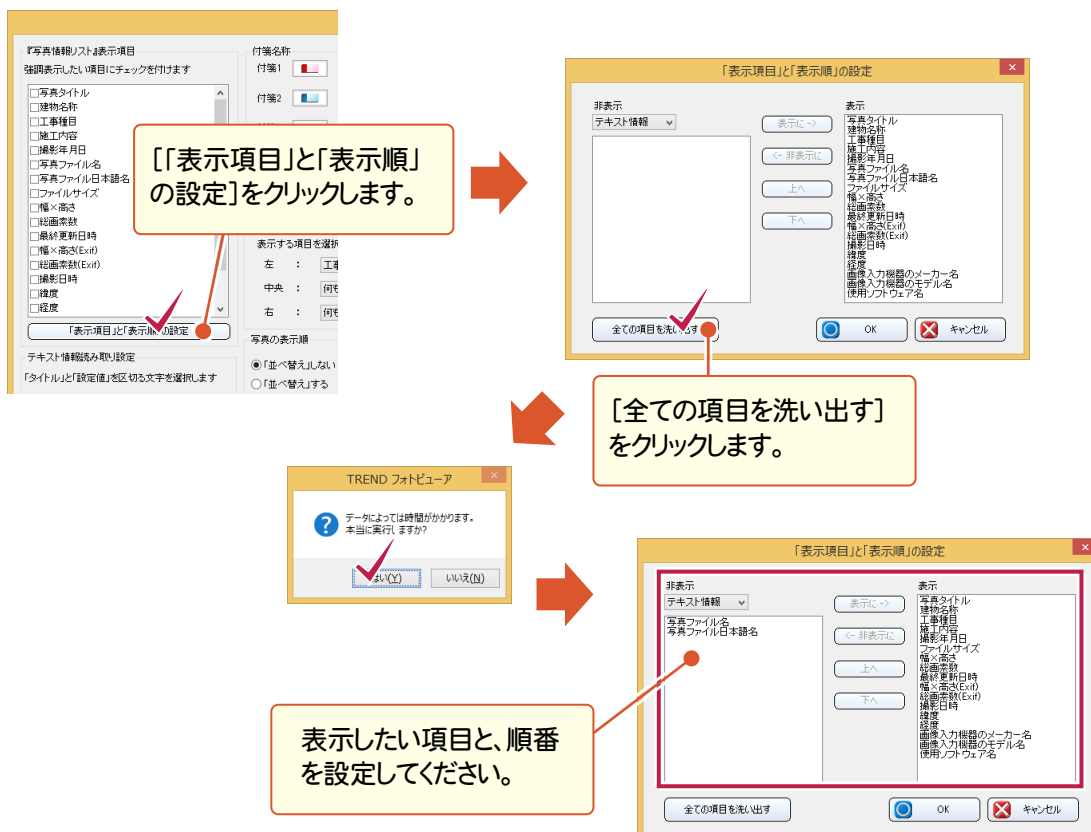 『写真情報リスト』表示項目
強調表示したい項目にチェックを付けます
写真タイトル
建物名称
工事種目
施工内容
撮影年月日
写真ファイル名
写真ファイル日本語名
ファイルサイズ
幅×高さ
総画素数
最終更新日時
幅×高さ(Exif)
総画素数(Exif)
撮影日時
緯度
経度
「表示項目」と「表示順」の設定
テキスト情報読み取り設定
「タイトル」と「設定値」を区切る文字を選択します
付箋名称
付箋1
付箋2
表示する項目を選択
左 : 工事
中央 :
右 :
写真の表示順
「並べ替え」しない
「並べ替え」する
[「表示項目」と「表示順」
の設定]をクリックします。
「表示項目」と「表示順」の設定
非表示
テキスト情報
表示に ->
<- 非表示に
上へ
下へ
表示
写真タイトル
建物名称
工事種目
施工内容
撮影年月日
写真ファイル名
写真ファイル日本語名
ファイルサイズ
幅×高さ
総画素数
最終更新日時
幅×高さ(Exif)
総画素数(Exif)
撮影日時
緯度
経度
画像入力機器のメーカー名
画像入力機器のモデル名
使用ソフトウェア名
全ての項目を洗い出す
OK
キャンセル
[全ての項目を洗い出す]
をクリックします。
TREND フォトビューア
データによっては時間がかかります。
本当に実行しますか?
はい(Y)
いいえ(N)
「表示項目」と「表示順」の設定
非表示
テキスト情報
写真ファイル名
写真ファイル日本語名
表示に ->
<- 非表示に
上へ
下へ
表示
写真タイトル
建物名称
工事種目
施工内容
撮影年月日
ファイルサイズ
幅×高さ
総画素数
最終更新日時
幅×高さ(Exif)
総画素数(Exif)
撮影日時
緯度
経度
画像入力機器のメーカー名
画像入力機器のモデル名
使用ソフトウェア名
全ての項目を洗い出す
OK
キャンセル
表示したい項目と、順番
を設定してください。